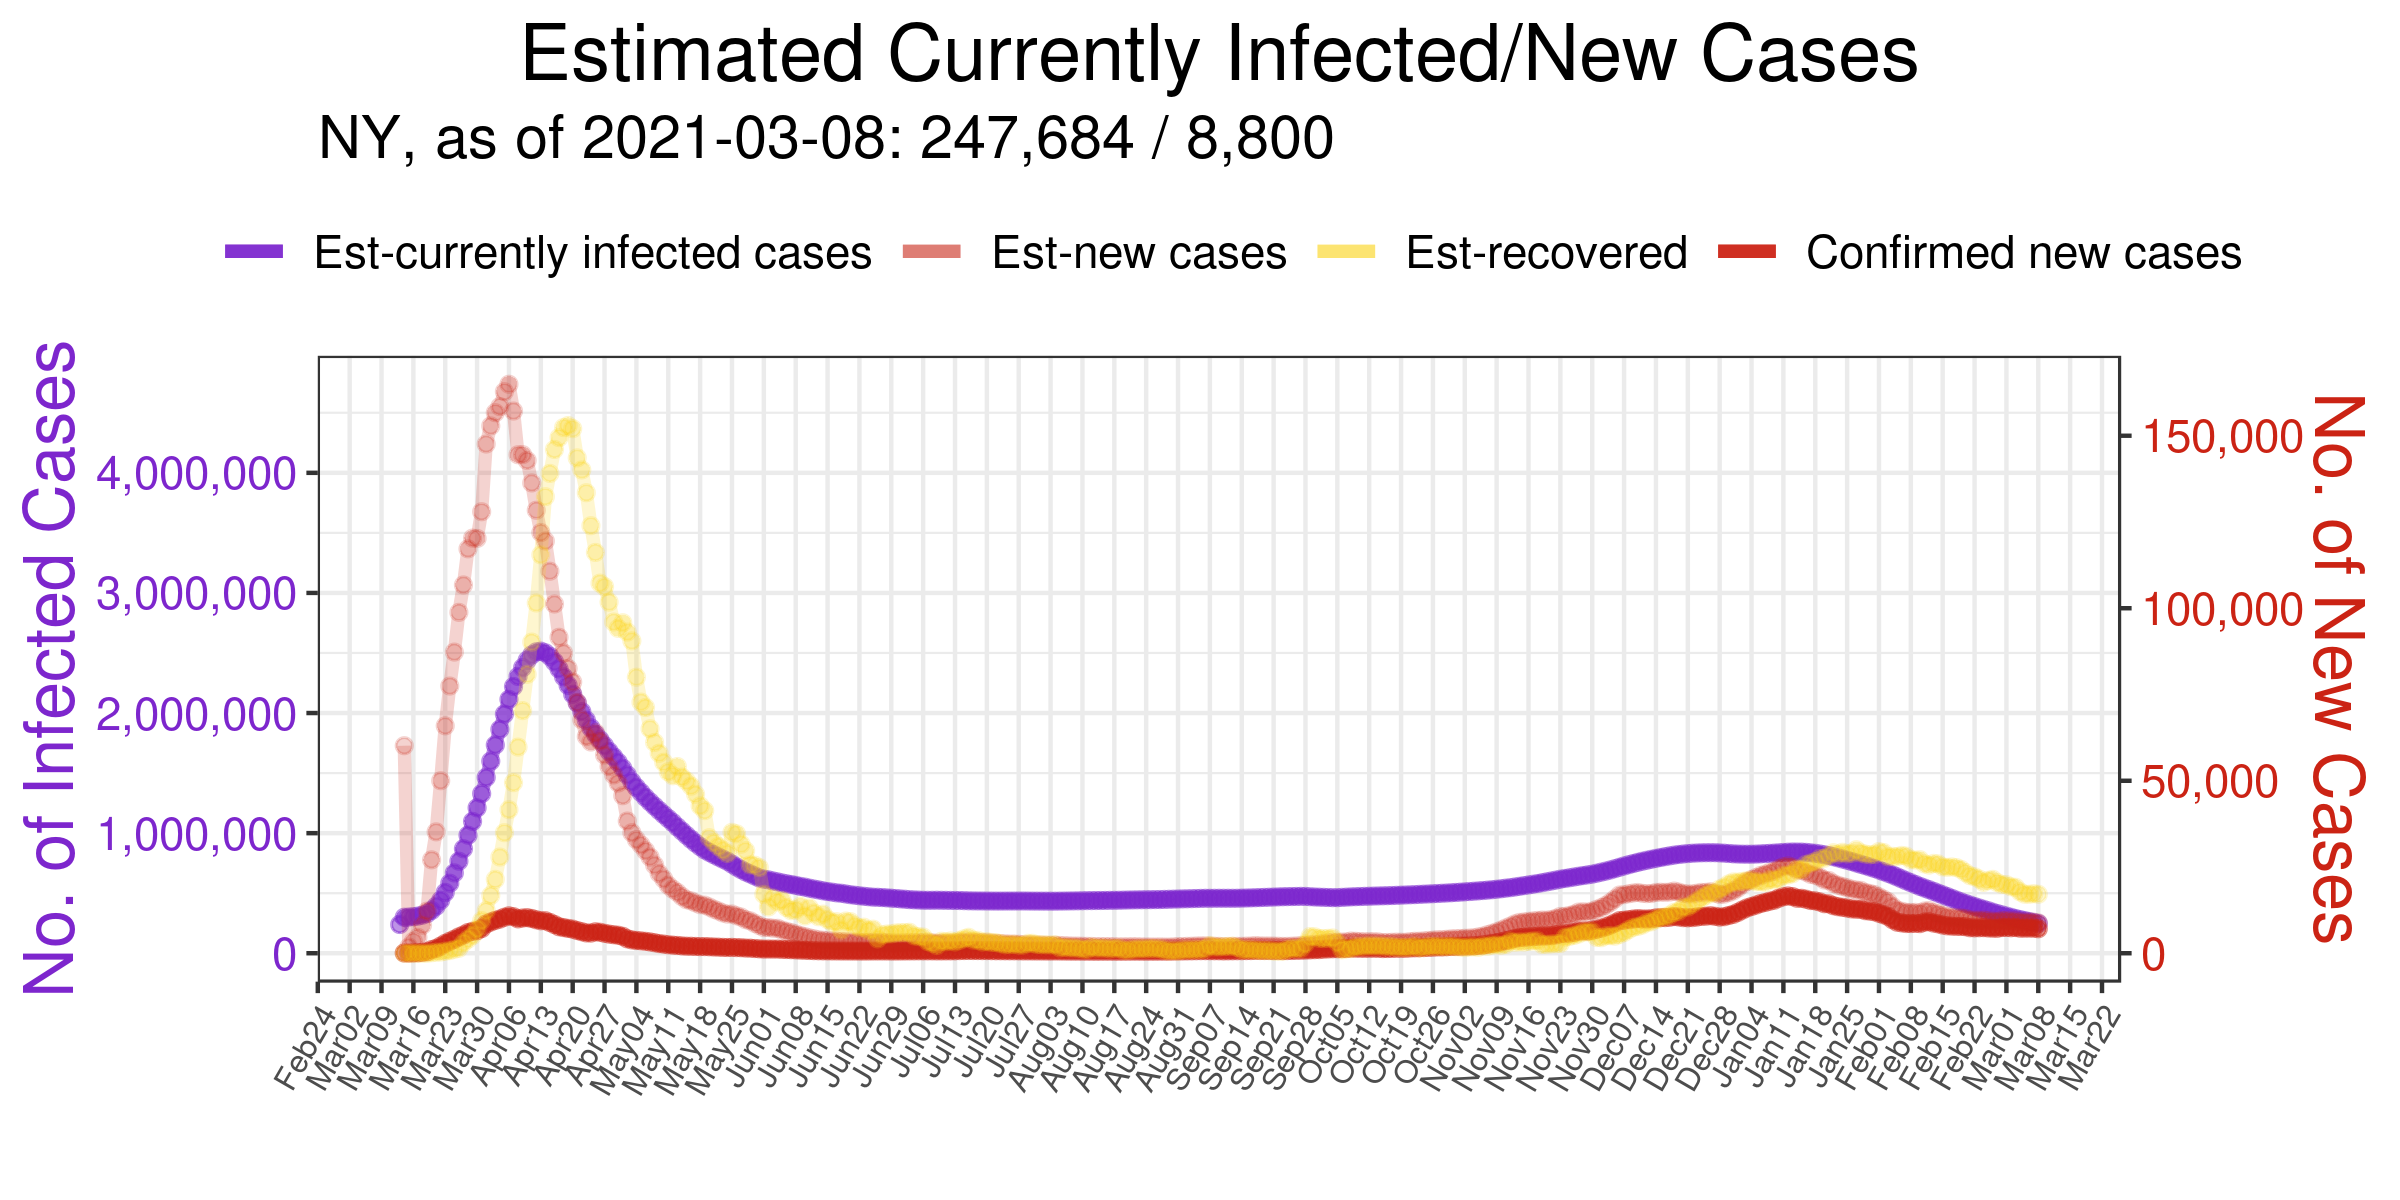 Estimated Currently Infected/New Cases
NY, as of 2021-03-08: 247,684 / 8,800
Est-currently infected cases Est-new cases Est-recovered Confirmed new cases
No. of Infected Cases
4,000,000
3,000,000
2,000,000
1,000,000
0
150,000
100,000
50,000
0
No. of New Cases
Feb24 Mar02 Mar09 Mar16 Mar23 Mar30 Apr06 Apr13 Apr20 Apr27 May04 May11 May18 May25 Jun01 Jun08 Jun15 Jun22 Jun29 Jul06 Jul13 Jul20 Jul27 Aug03 Aug10 Aug17 Aug24 Aug31 Sep07 Sep14 Sep21 Sep28 Oct05 Oct12 Oct19 Oct26 Nov02 Nov09 Nov16 Nov23 Nov30 Dec07 Dec14 Dec21 Dec28 Jan04 Jan11 Jan18 Jan25 Feb01 Feb08 Feb15 Feb22 Mar01 Mar08 Mar15 Mar22